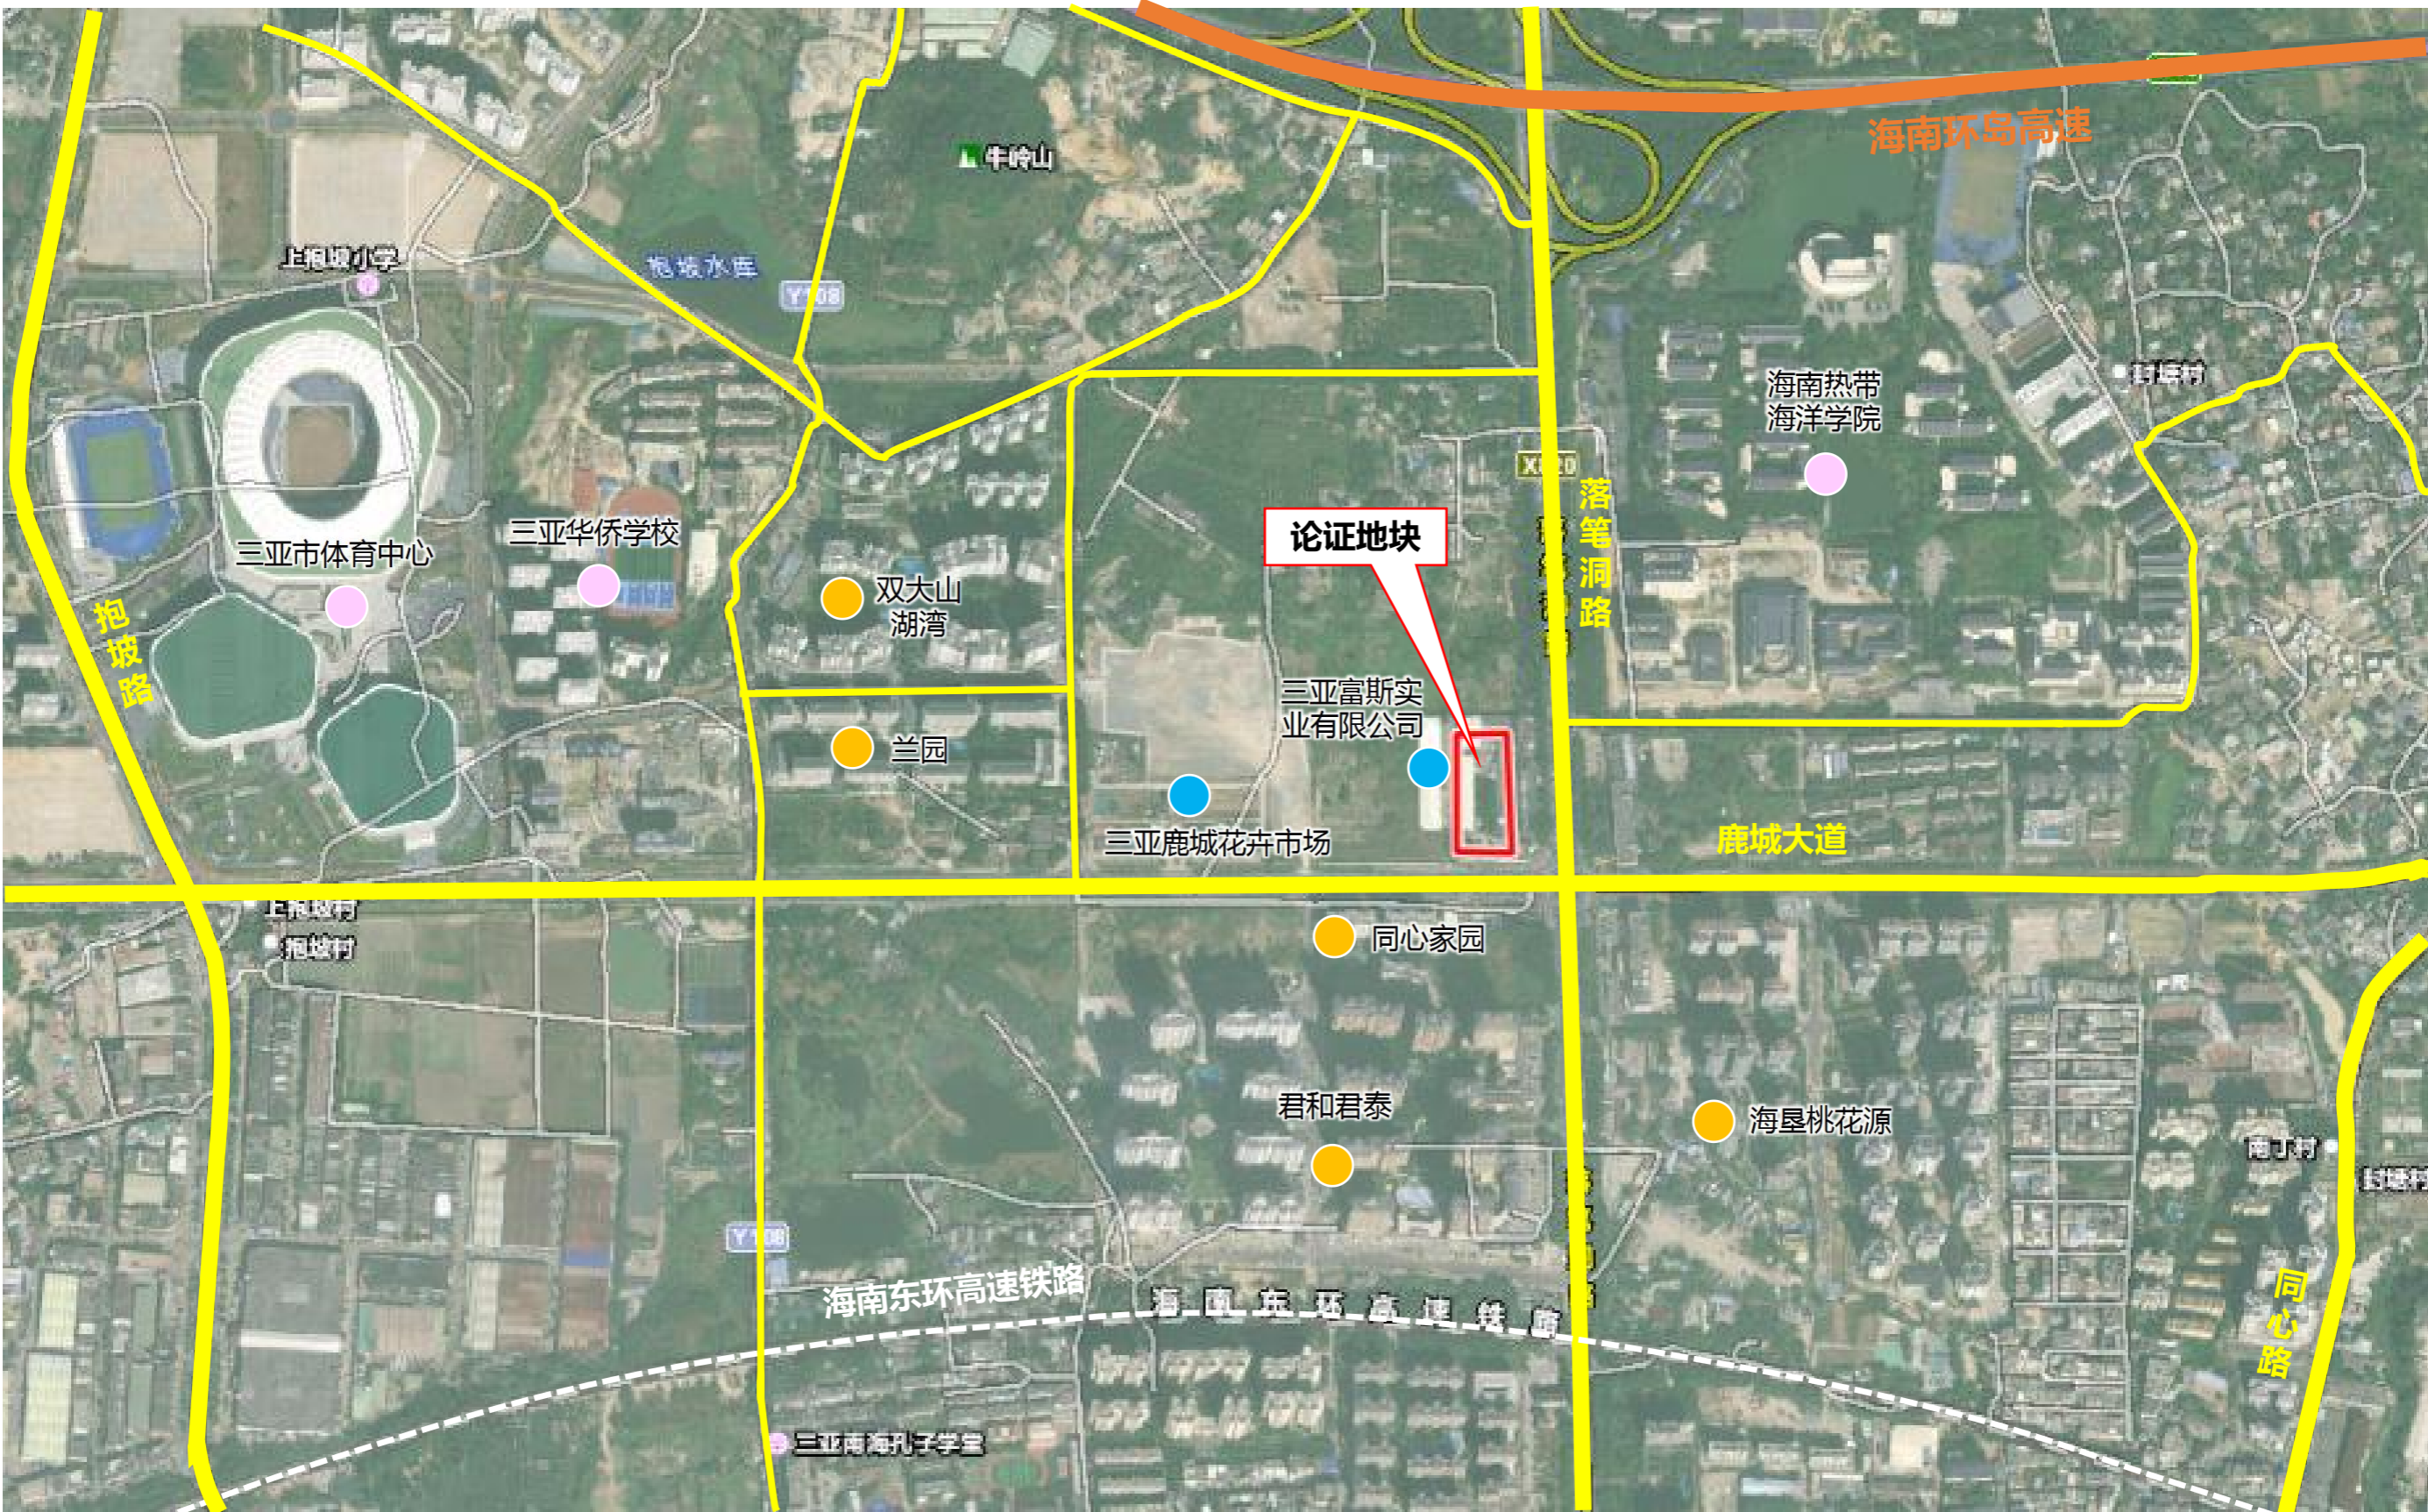 海南环岛高速
牛岭山
上抱坡小学
抱坡水库
Y108
封塘村
海南热带
海洋学院
X820
落笔洞路
论证地块
三亚华侨学校
三亚市体育中心
双大山
湖湾
抱坡路
三亚富斯实
业有限公司
兰园
三亚鹿城花卉市场
鹿城大道
上抱坡村
抱坡村
同心家园
君和君泰
海垦桃花源
南丁村
封塘村
Y108
海南东环高速铁路
海南东环高速铁路
同心路
三亚南海孔子学堂